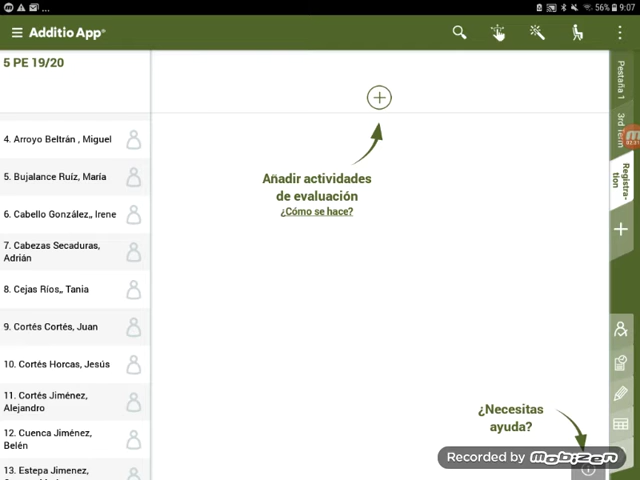 56% 9:07
Additio App®
5 PE 19/20
Pestaña 1
3rd Term
Registra-
tion
4. Arroyo Beltrán , Miguel
5. Bujalance Ruíz, María
6. Cabello González,, Irene
7. Cabezas Secaduras,
Adrián
8. Cejas Ríos,, Tania
9. Cortés Cortés, Juan
10. Cortés Horcas, Jesús
11. Cortés Jiménez,
Alejandro
12. Cuenca Jiménez,
Belén
13. Estepa Jimenez,
Añadir actividades
de evaluación
¿Cómo se hace?
¿Necesitas
ayuda?
Recorded by Mobizen